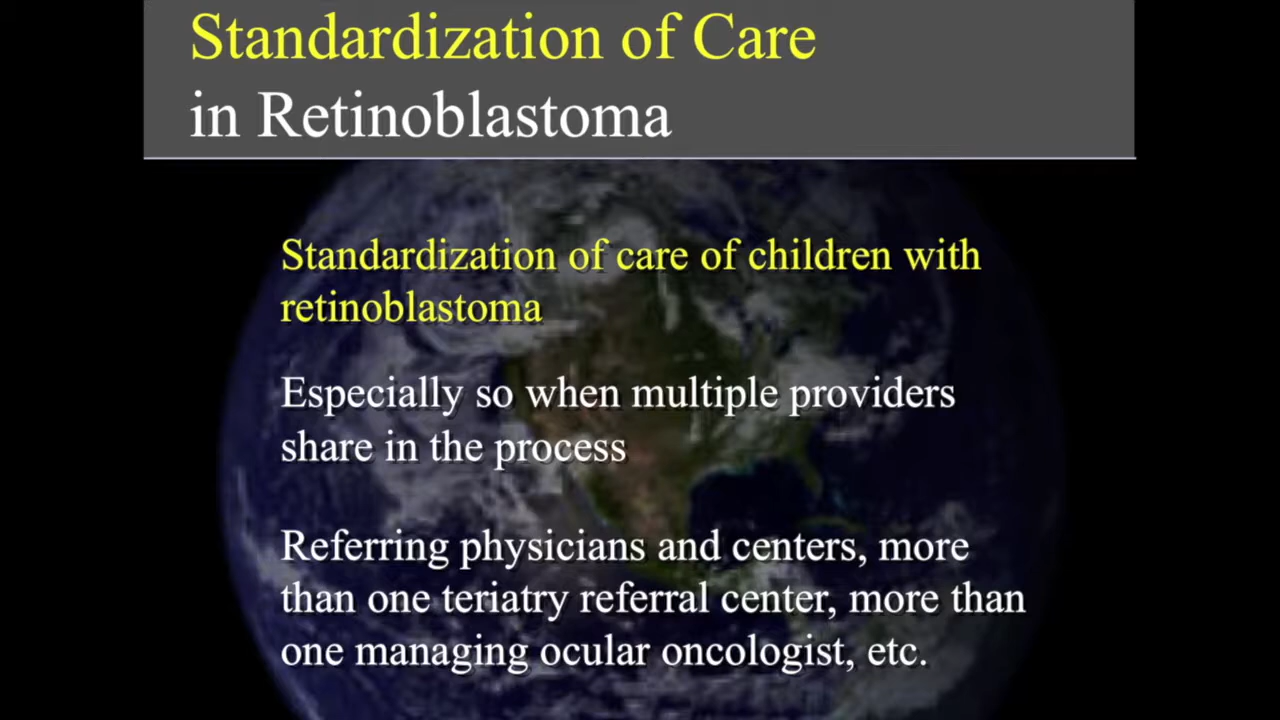 Standardization of Care
in Retinoblastoma
Standardization of care of children with
retinoblastoma
Especially so when multiple providers
share in the process
Referring physicians and centers, more
than one teriatry referral center, more than
one managing ocular oncologist, etc.